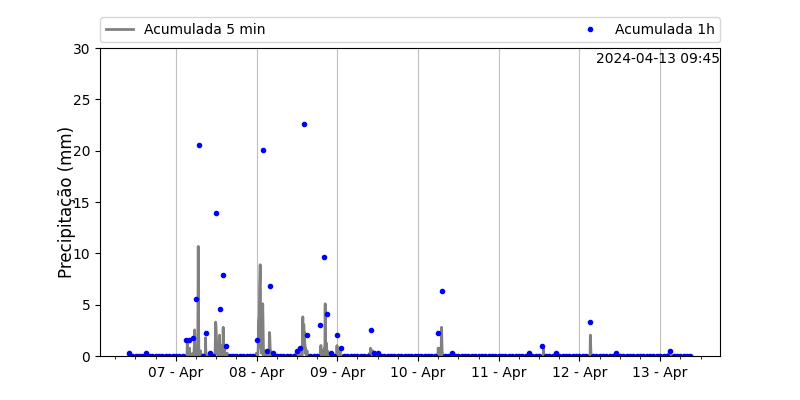 Acumulada 5 min
Acumulada 1h
2024-04-13 09:45
Precipitação (mm)
30
25
20
15
10
5
0
07 - Apr
08 - Apr
09 - Apr
10 - Apr
11 - Apr
12 - Apr
13 - Apr